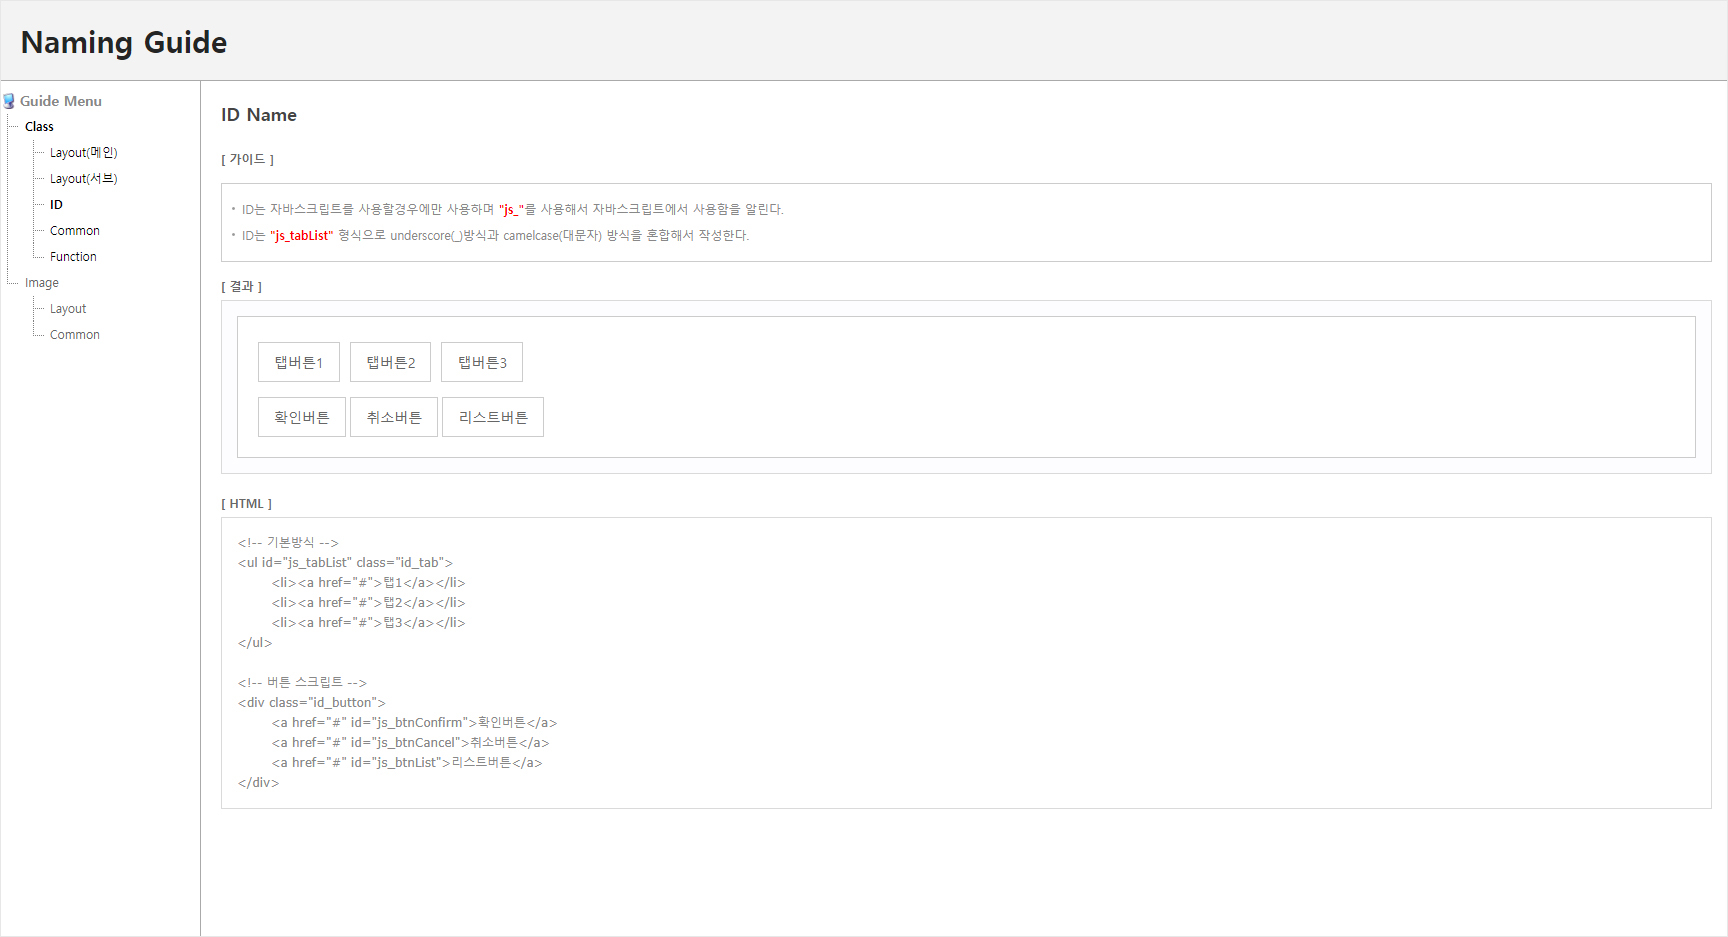 Naming Guide
Guide Menu
Class
Layout(메인)
Layout(서브)
ID
Common
Function
Image
Layout
Common
ID Name
[ 가이드 ]
• ID는 자바스크립트를 사용할경우에만 사용하며 "js_"를 사용해서 자바스크립트에서 사용함을 알린다.
• ID는 "js_tabList" 형식으로 underscore(_)방식과 camelcase(대문자) 방식을 혼합해서 작성한다.
[ 결과 ]
탭버튼1 탭버튼2 탭버튼3
확인버튼 취소버튼 리스트버튼
[ HTML ]
<!-- 기본방식 -->
<ul id="js_tabList" class="id_tab">
<li><a href="#">탭1</a></li>
<li><a href="#">탭2</a></li>
<li><a href="#">탭3</a></li>
</ul>
<!-- 버튼 스크립트 -->
<div class="id_button">
<a href="#" id="js_btnConfirm">확인버튼</a>
<a href="#" id="js_btnCancel">취소버튼</a>
<a href="#" id="js_btnList">리스트버튼</a>
</div>